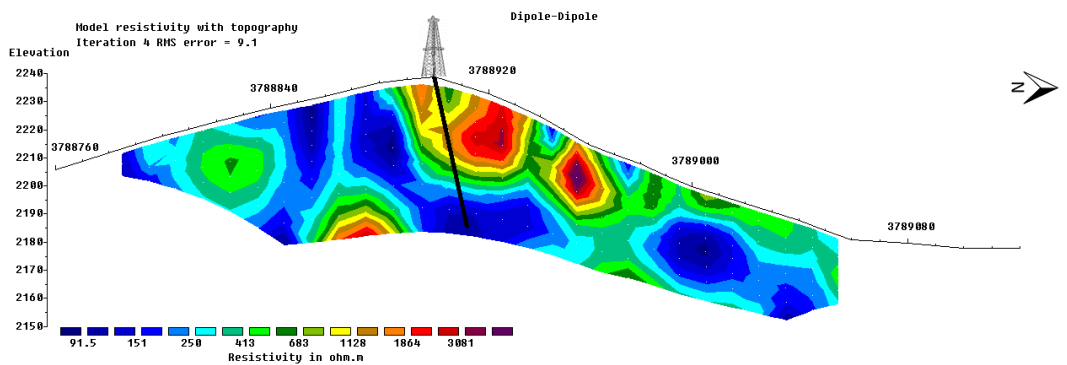 Dipole-Dipole
Model resistivity with topography
Iteration 4 RMS error = 9.1
Elevation
2240
2230
2220
2210
2200
2190
2180
2170
2160
2150
3788760
3788840
3788920
3789000
3789080
N
91.5 151 250 413 683 1128 1864 3081
Resistivity in ohm.m